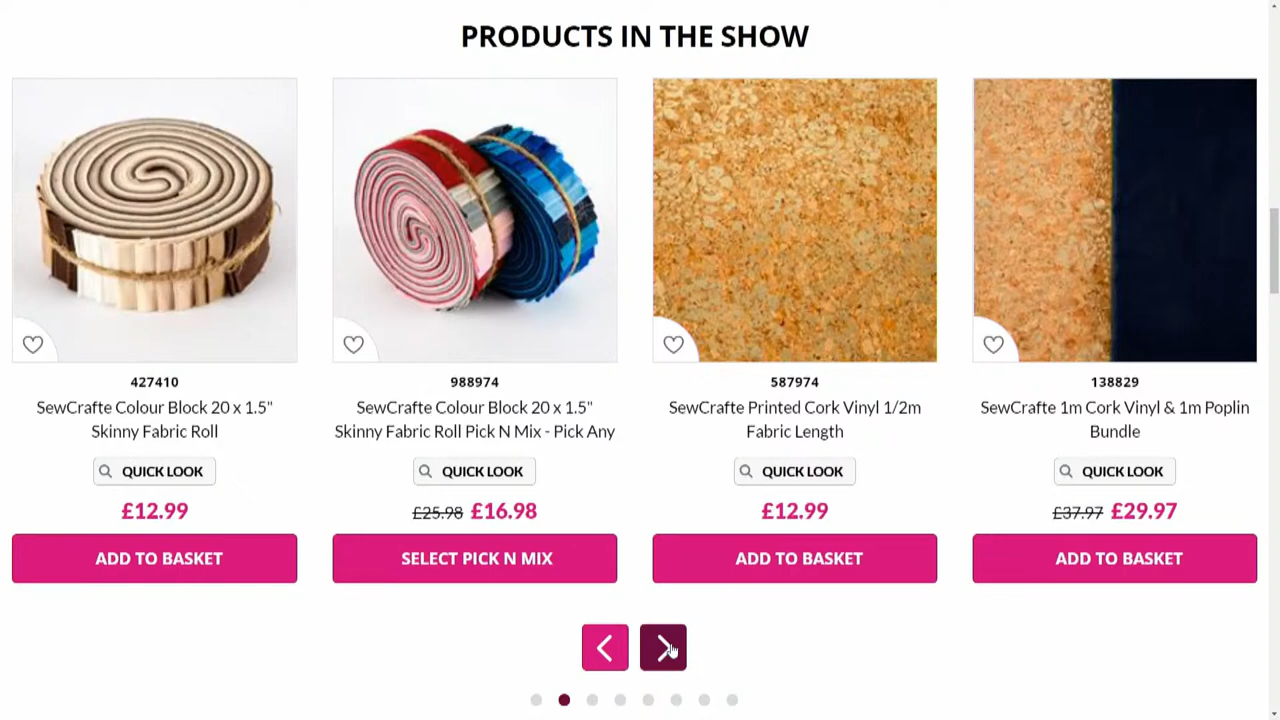 PRODUCTS IN THE SHOW
427410
SewCrafte Colour Block 20 x 1.5"
Skinny Fabric Roll
QUICK LOOK
£12.99
ADD TO BASKET
988974
SewCrafte Colour Block 20 x 1.5"
Skinny Fabric Roll Pick N Mix - Pick Any
QUICK LOOK
£25.98 £16.98
SELECT PICK N MIX
587974
SewCrafte Printed Cork Vinyl 1/2m
Fabric Length
QUICK LOOK
£12.99
ADD TO BASKET
138829
SewCrafte 1m Cork Vinyl & 1m Poplin
Bundle
QUICK LOOK
£37.97 £29.97
ADD TO BASKET